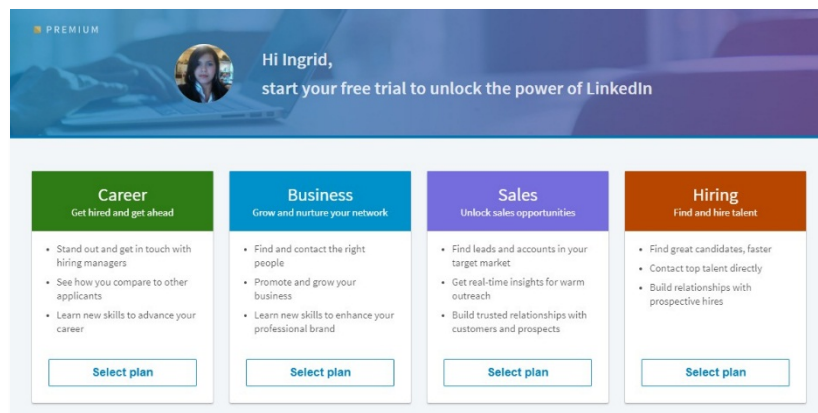 PREMIUM
Hi Ingrid,
start your free trial to unlock the power of LinkedIn
Career
Get hired and get ahead
• Stand out and get in touch with
hiring managers
• See how you compare to other
applicants
• Learn new skills to advance your
career
Select plan
Business
Grow and nurture your network
• Find and contact the right
people
• Promote and grow your
business
• Learn new skills to enhance your
professional brand
Select plan
Sales
Unlock sales opportunities
• Find leads and accounts in your
target market
• Get real-time insights for warm
outreach
• Build trusted relationships with
customers and prospects
Select plan
Hiring
Find and hire talent
• Find great candidates, faster
• Contact top talent directly
• Build relationships with
prospective hires
Select plan